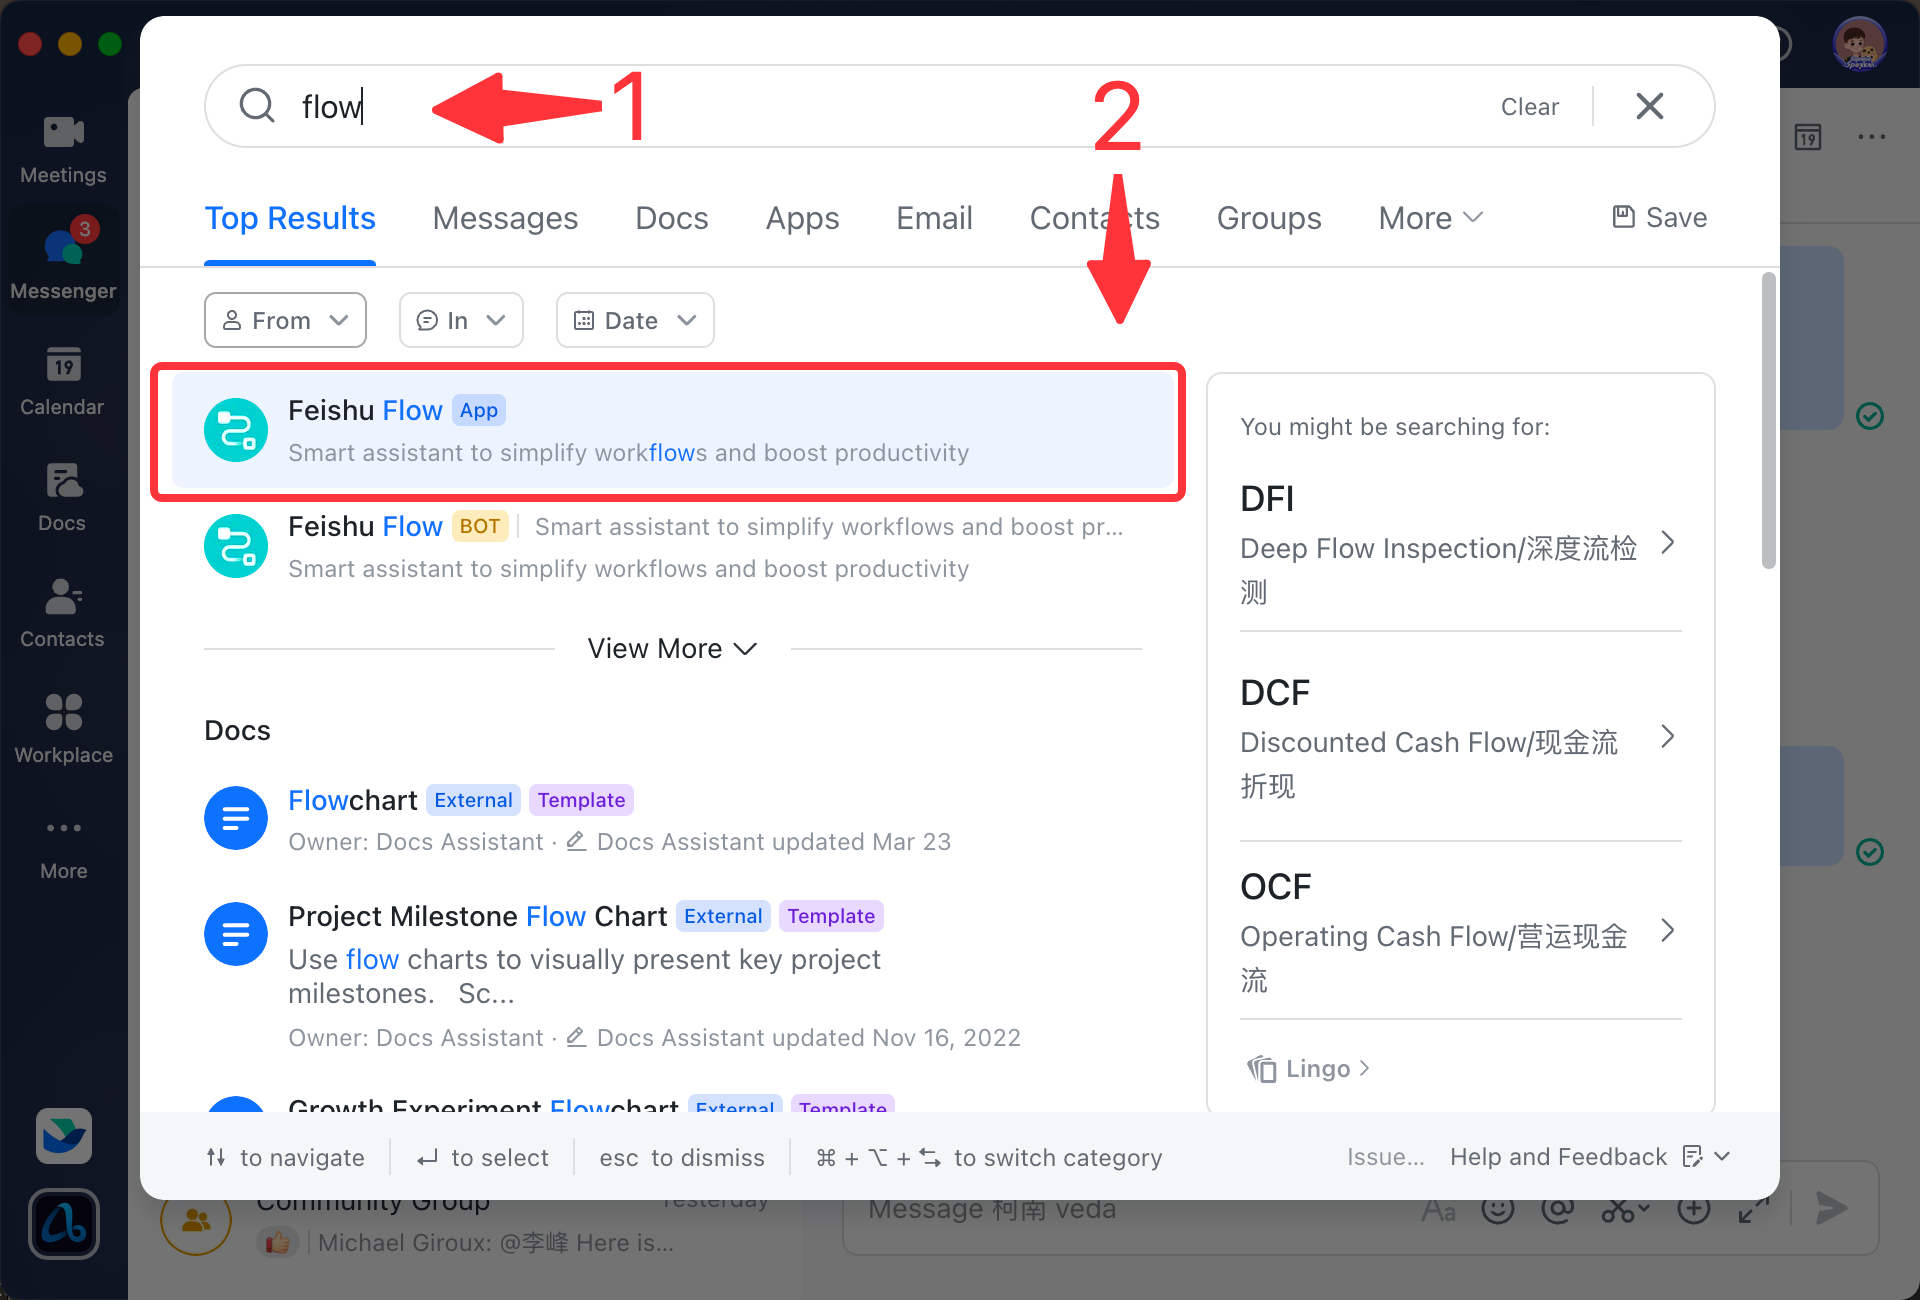 flow
1
2
Clear
Top Results
Messages
Docs
Apps
Email
Contacts
Groups
More
Save
From
In
Date
Feishu Flow App
Smart assistant to simplify workflows and boost productivity
Feishu Flow BOT Smart assistant to simplify workflows and boost pr...
Smart assistant to simplify workflows and boost productivity
View More
Docs
Flowchart External Template
Owner: Docs Assistant · Docs Assistant updated Mar 23
Project Milestone Flow Chart External Template
Use flow charts to visually present key project
milestones. Sc...
Owner: Docs Assistant · Docs Assistant updated Nov 16, 2022
Growth Experiment Flowchart External Template
You might be searching for:
DFI
Deep Flow Inspection/深度流检
测
DCF
Discounted Cash Flow/现金流
折现
OCF
Operating Cash Flow/营运现金
流
Lingo
to navigate
to select
esc to dismiss
⌘ + ⌥ + to switch category
Issue...
Help and Feedback
Meetings
3
Messenger
19
Calendar
Docs
Contacts
Workplace
More
19
Community Group
Yesterday
Michael Giroux: @李峰 Here is...
Message 柯南 veda
Aa